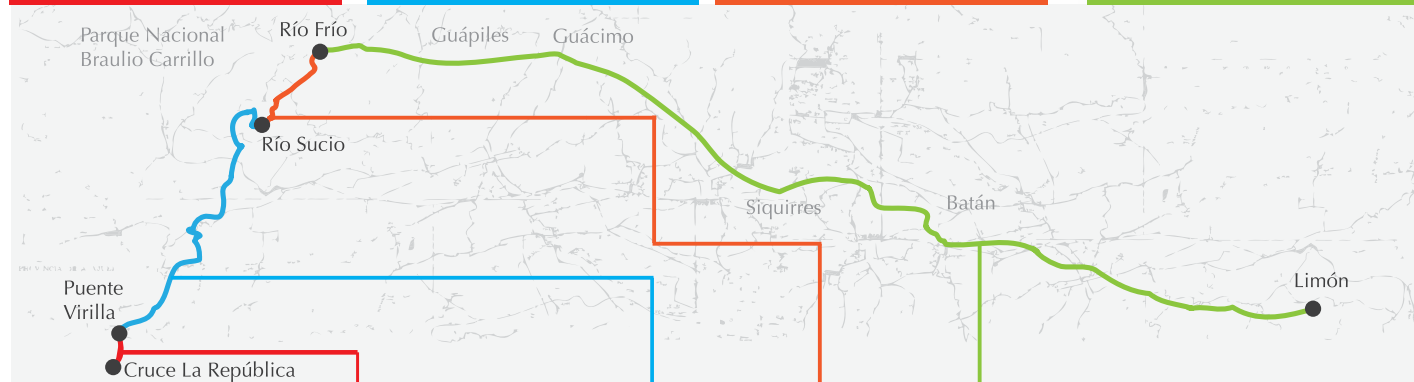 Parque Nacional
Braulio Carrillo
Río Frío
Guápiles
Guácimo
Río Sucio
Siquirres
Batán
Puente
Virilla
Limón
Cruce La República